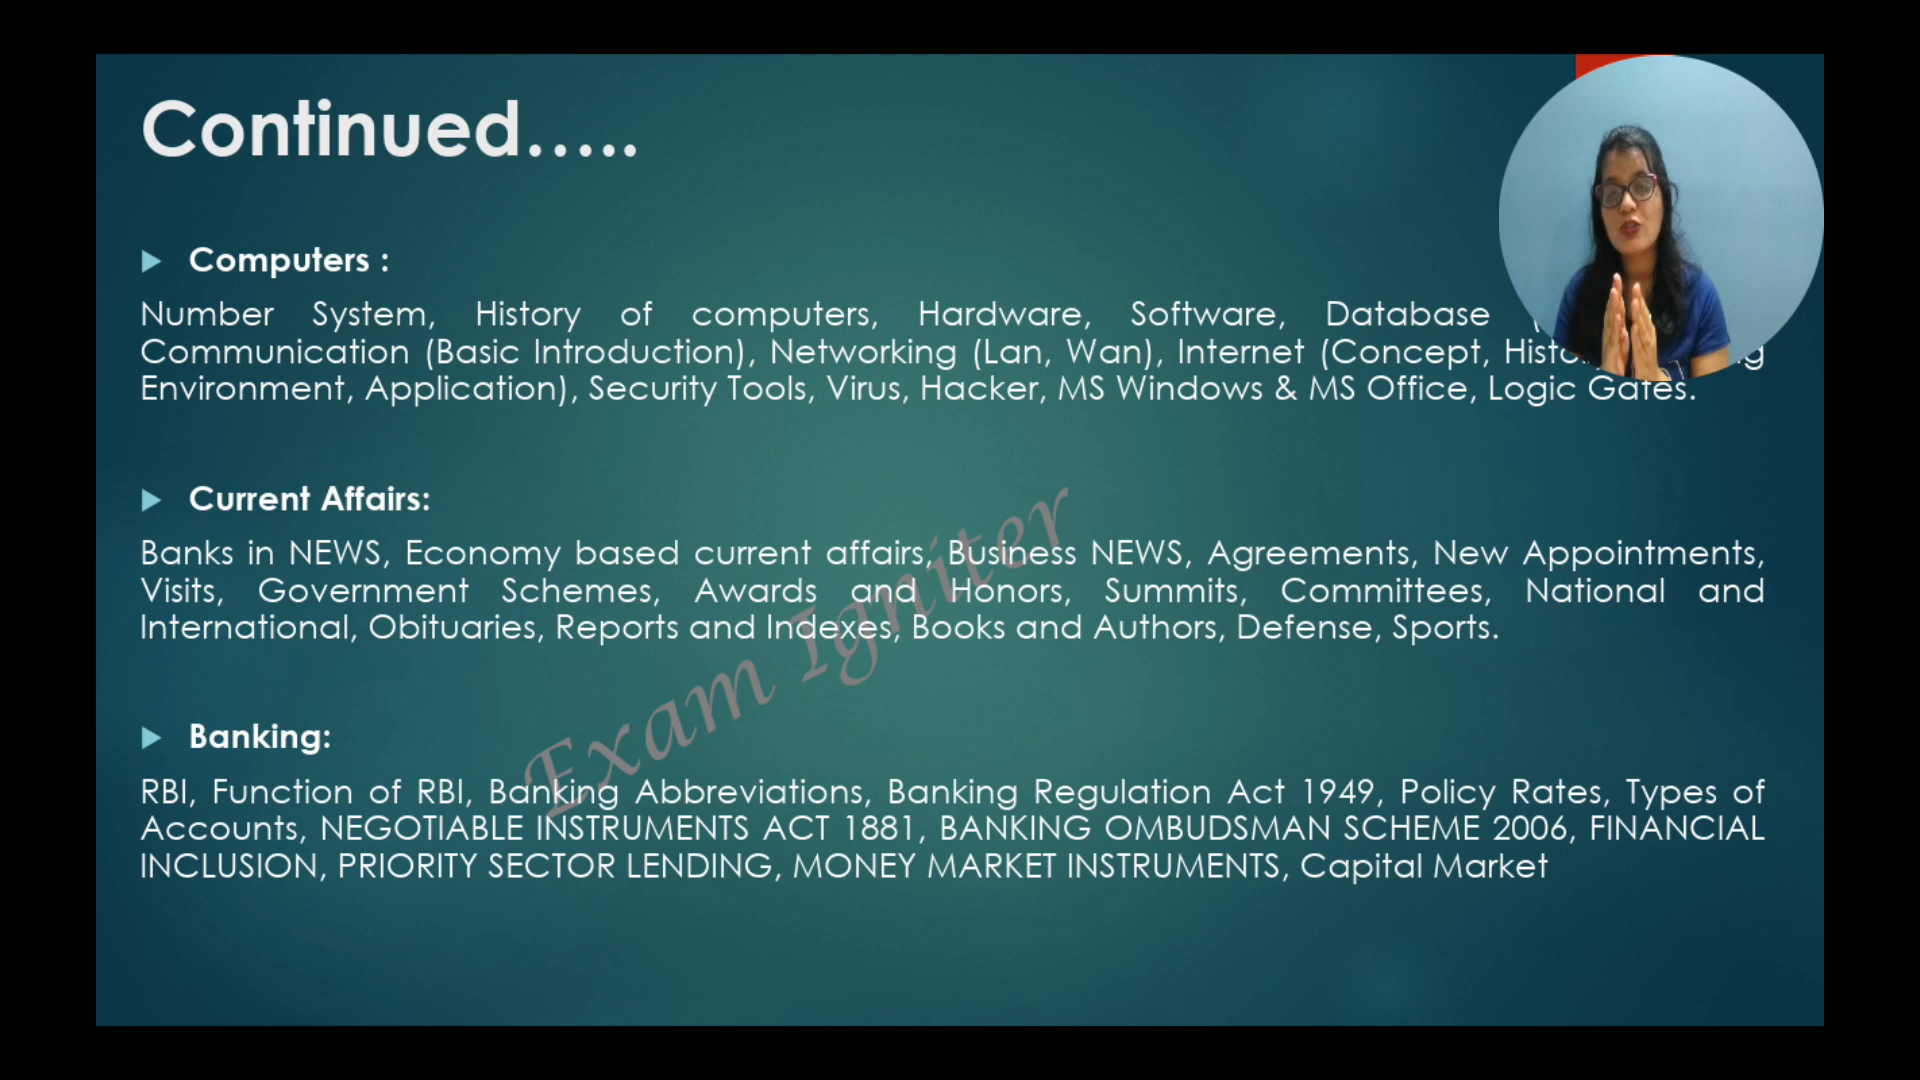 Continued.....
Computers :
Number System, History of computers, Hardware, Software, Database
Communication (Basic Introduction), Networking (Lan, Wan), Internet (Concept,
Environment, Application), Security Tools, Virus, Hacker, MS Windows & MS Office, Logic Gates.
Current Affairs:
Banks in NEWS, Economy based current affairs, Business NEWS, Agreements, New Appointments,
Visits, Government Schemes, Awards and Honors, Summits, Committees, National and
International, Obituaries, Reports and Indexes, Books and Authors, Defense, Sports.
Exam Igniter
Banking:
RBI, Function of RBI, Banking Abbreviations, Banking Regulation Act 1949, Policy Rates, Types of
Accounts, NEGOTIABLE INSTRUMENTS ACT 1881, BANKING OMBUDSMAN SCHEME 2006, FINANCIAL
INCLUSION, PRIORITY SECTOR LENDING, MONEY MARKET INSTRUMENTS, Capital Market